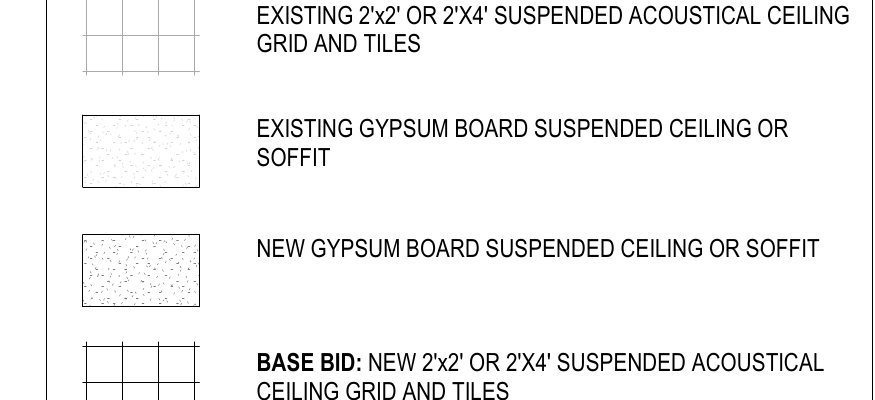 EXISTING 2'x2' OR 2'X4' SUSPENDED ACOUSTICAL CEILING
GRID AND TILES
EXISTING GYPSUM BOARD SUSPENDED CEILING OR
SOFFIT
NEW GYPSUM BOARD SUSPENDED CEILING OR SOFFIT
BASE BID: NEW 2'x2' OR 2'X4' SUSPENDED ACOUSTICAL
CEILING GRID AND TILES